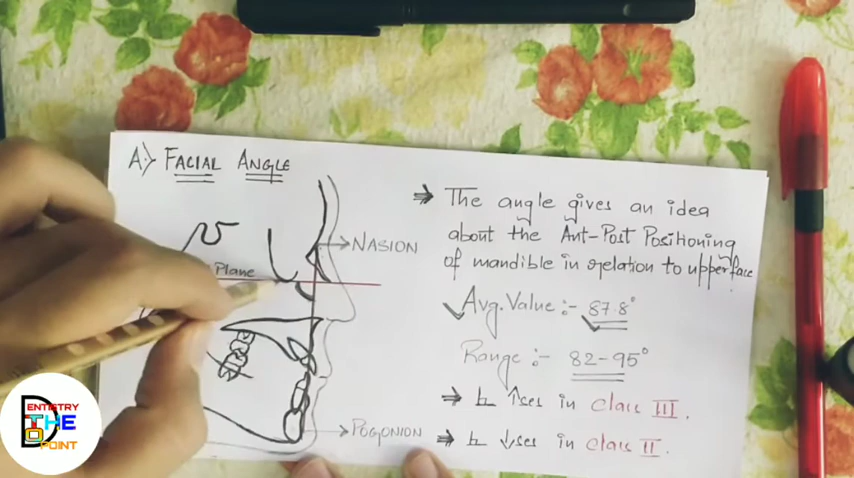 A:) FACIAL ANGLE
NASION
Plane
POGONION
⇒ The angle gives an idea
about the Ant-Post Positioning
of mandible in relation to upperface
✓ Avg. Value :- 87.8°
Range :- 82-95°
⇒ ↳ ↑ses in class III.
⇒ ↳ ↓ses in class II.
DENTISTRY
THE
POINT